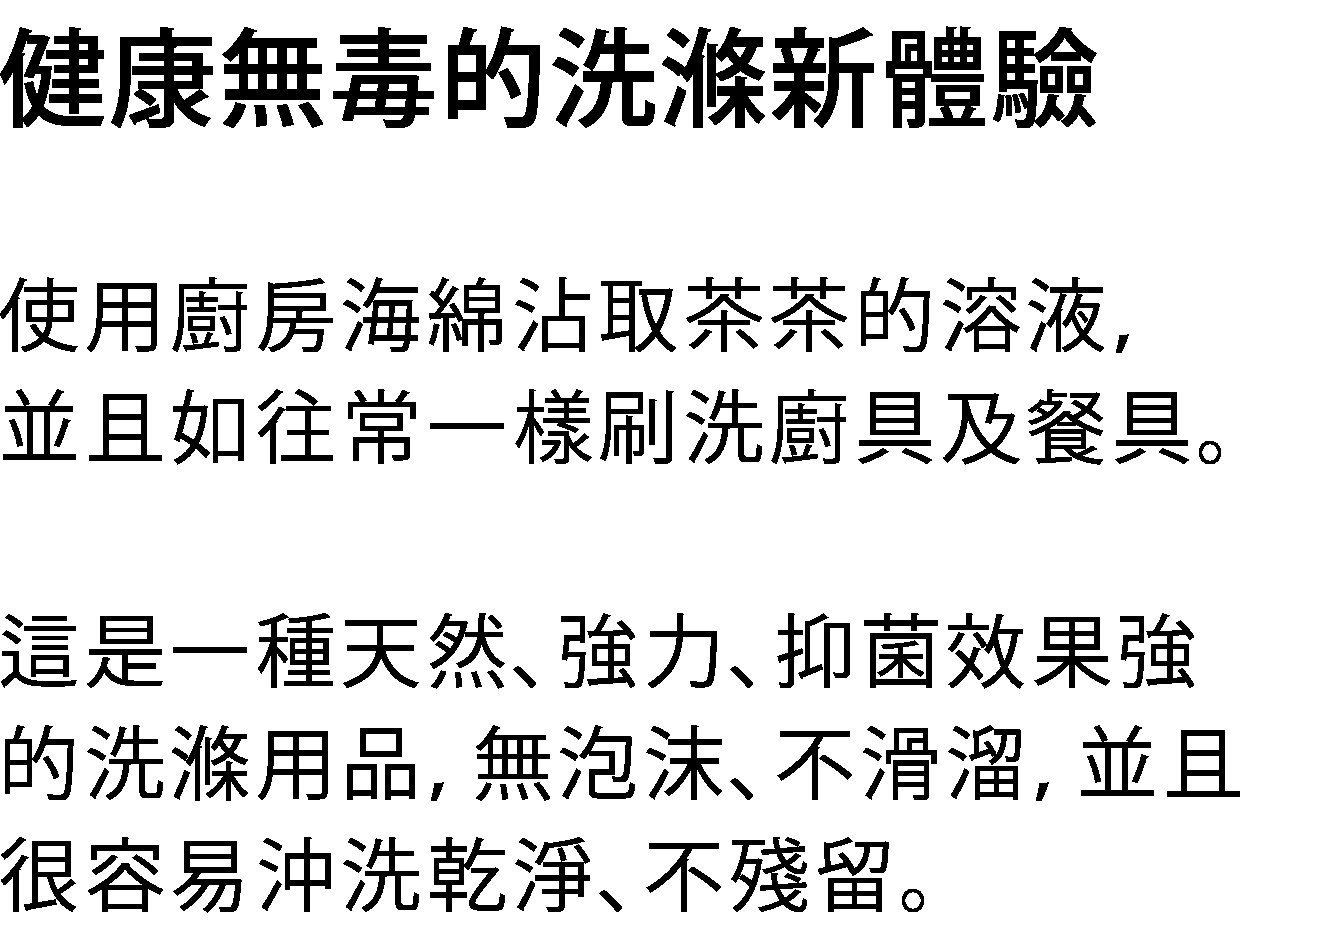 健康無毒的洗滌新體驗
使用廚房海綿沾取茶茶的溶液,
並且如往常一樣刷洗廚具及餐具。
這是一種天然、強力、抑菌效果強
的洗滌用品, 無泡沫、不滑溜, 並且
很容易沖洗乾淨、不殘留。